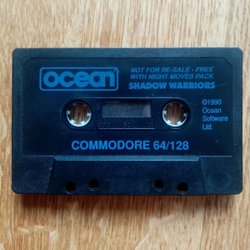 ocean
NOT FOR RE-SALE - FREE
WITH NIGHT MOVES PACK
SHADOW WARRIORS
©1990
Ocean
Software
Ltd.
COMMODORE 64/128